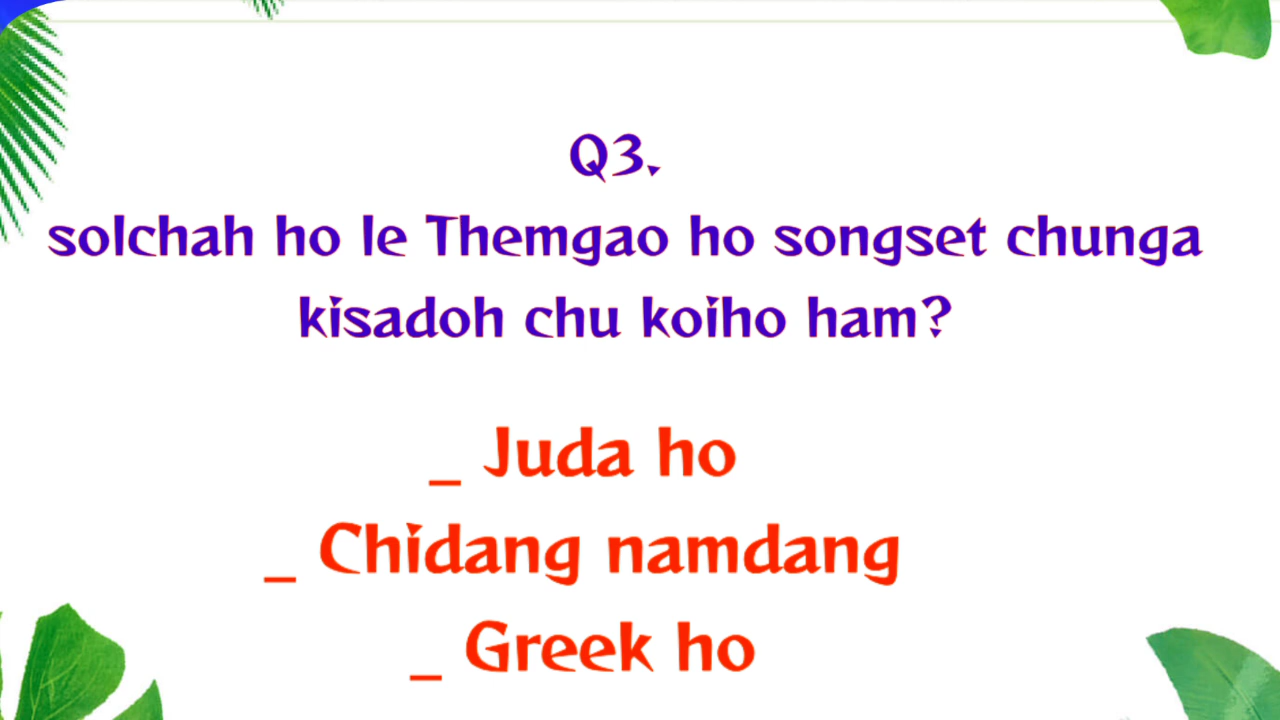 Q3.
solchah ho le Themgao ho songset chunga
kisadoh chu koiho ham?
_ Juda ho
_ Chidang namdang
_ Greek ho